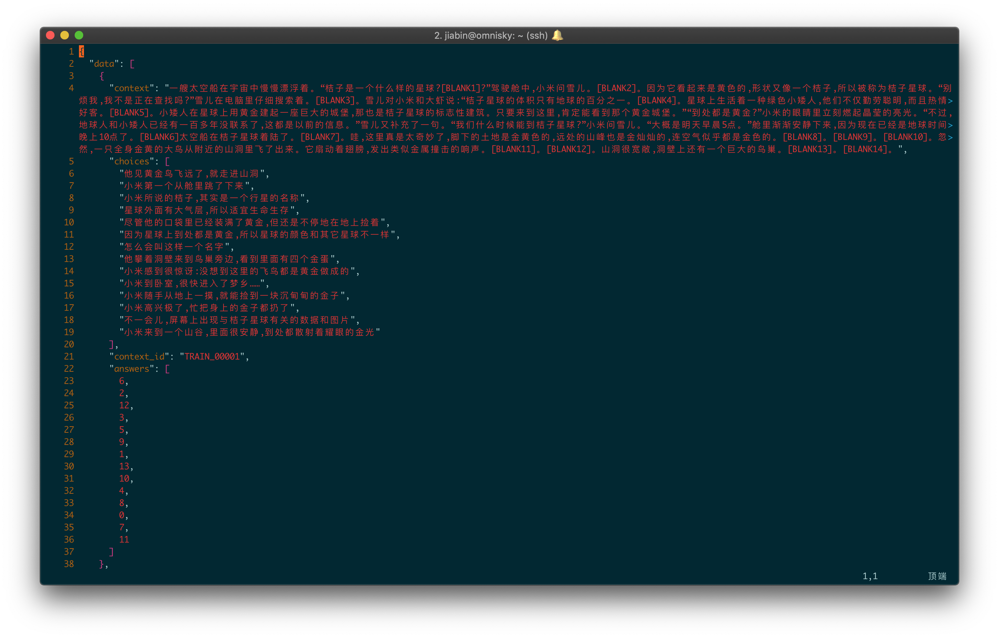 2. jiabin@omnisky: ~ (ssh) 🔔
1 {
2 "data": [
3 {
4 "context": "一艘太空船在宇宙中慢慢漂浮着。“桔子是一个什么样的星球?[BLANK1]?”驾驶舱中,小米问雪儿。[BLANK2]。因为它看起来是黄色的,形状又像一个桔子,所以被称为桔子星球。“别
烦我,我不是正在查找吗?”雪儿在电脑里仔细搜索着。[BLANK3]。雪儿对小米和大虾说:“桔子星球的体积只有地球的百分之一。[BLANK4]。星球上生活着一种绿色小矮人,他们不仅勤劳聪明,而且热情>
好客。[BLANK5]。小矮人在星球上用黄金建起一座巨大的城堡,那也是桔子星球的标志性建筑。只要来到这里,肯定能看到那个黄金城堡。”“到处都是黄金?”小米的眼睛里立刻燃起晶莹的亮光。“不过,
地球人和小矮人已经有一百多年没联系了,这都是以前的信息。”雪儿又补充了一句。“我们什么时候能到桔子星球?”小米问雪儿。“大概是明天早晨5点。”舱里渐渐安静下来,因为现在已经是地球时间>
晚上10点了。[BLANK6]太空船在桔子星球着陆了。[BLANK7]。哇,这里真是太奇妙了,脚下的土地是金黄色的,远处的山峰也是金灿灿的,连空气似乎都是金色的。[BLANK8]。[BLANK9]。[BLANK10]。忽>
然,一只全身金黄的大鸟从附近的山洞里飞了出来。它扇动着翅膀,发出类似金属撞击的响声。[BLANK11]。[BLANK12]。山洞很宽敞,洞壁上还有一个巨大的鸟巢。[BLANK13]。[BLANK14]。",
5 "choices": [
6 "他见黄金鸟飞远了,就走进山洞",
7 "小米第一个从舱里跳了下来",
8 "小米所说的桔子,其实是一个行星的名称",
9 "星球外面有大气层,所以适宜生命生存",
10 "尽管他的口袋里已经装满了黄金,但还是不停地在地上捡着",
11 "因为星球上到处都是黄金,所以星球的颜色和其它星球不一样",
12 "怎么会叫这样一个名字",
13 "他攀着洞壁来到鸟巢旁边,看到里面有四个金蛋",
14 "小米感到很惊讶:没想到这里的飞鸟都是黄金做成的",
15 "小米到卧室,很快进入了梦乡……",
16 "小米随手从地上一摸,就能捡到一块沉甸甸的金子",
17 "小米高兴极了,忙把身上的金子都扔了",
18 "不一会儿,屏幕上出现与桔子星球有关的数据和图片",
19 "小米来到一个山谷,里面很安静,到处都散射着耀眼的金光"
20 ],
21 "context_id": "TRAIN_00001",
22 "answers": [
23 6,
24 2,
25 12,
26 3,
27 5,
28 9,
29 1,
30 13,
31 10,
32 4,
33 8,
34 0,
35 7,
36 11
37 ]
38 },
1,1 顶端